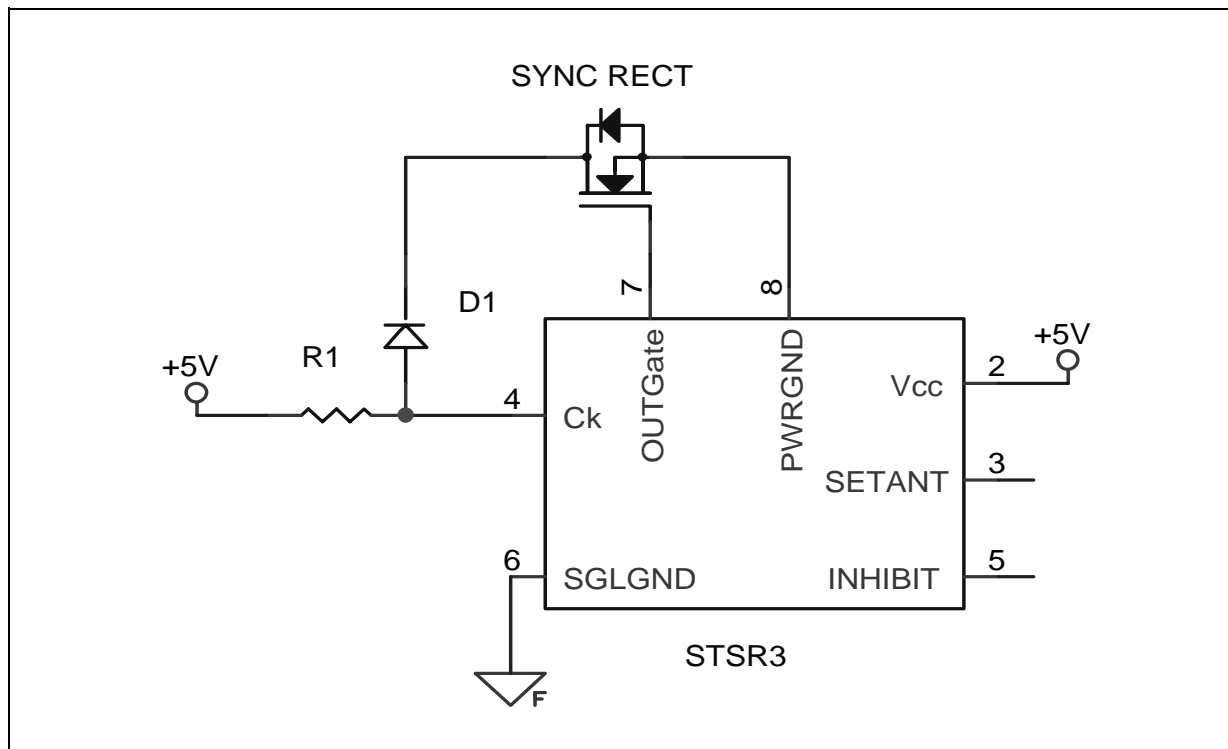 SYNC RECT
7
8
D1
R1
+5V
+5V
4
Ck
OUTGate
PWRGND
Vcc
2
SETANT
3
6
SGLGND
INHIBIT
5
STSR3
F